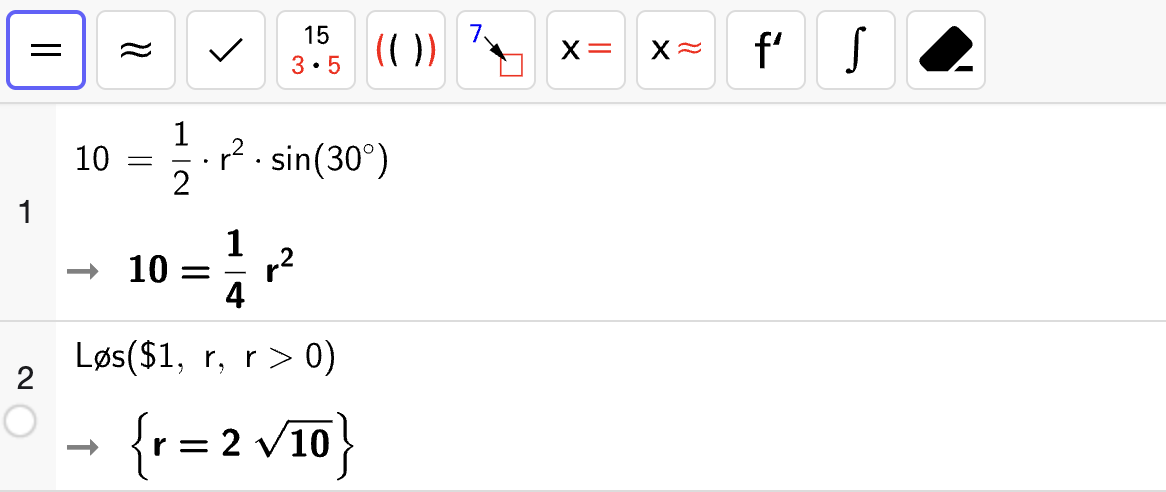 = ≈ ✓ 15 3·5 (( )) 7 x= x≈ f′ ∫
1
10 = 1/2 · r² · sin(30°)
→ 10 = 1/4 r²
2
Løs($1, r, r > 0)
→ {r = 2 √10}